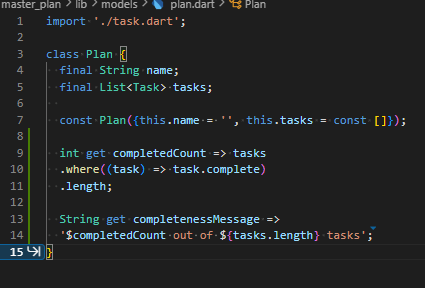 master_plan > lib > models > plan.dart > Plan
1 import './task.dart';
2
3 class Plan {
4 final String name;
5 final List<Task> tasks;
6
7 const Plan({this.name = '', this.tasks = const []});
8
9 int get completedCount => tasks
10 .where((task) => task.complete)
11 .length;
12
13 String get completenessMessage =>
14 '$completedCount out of ${tasks.length} tasks';
15 }